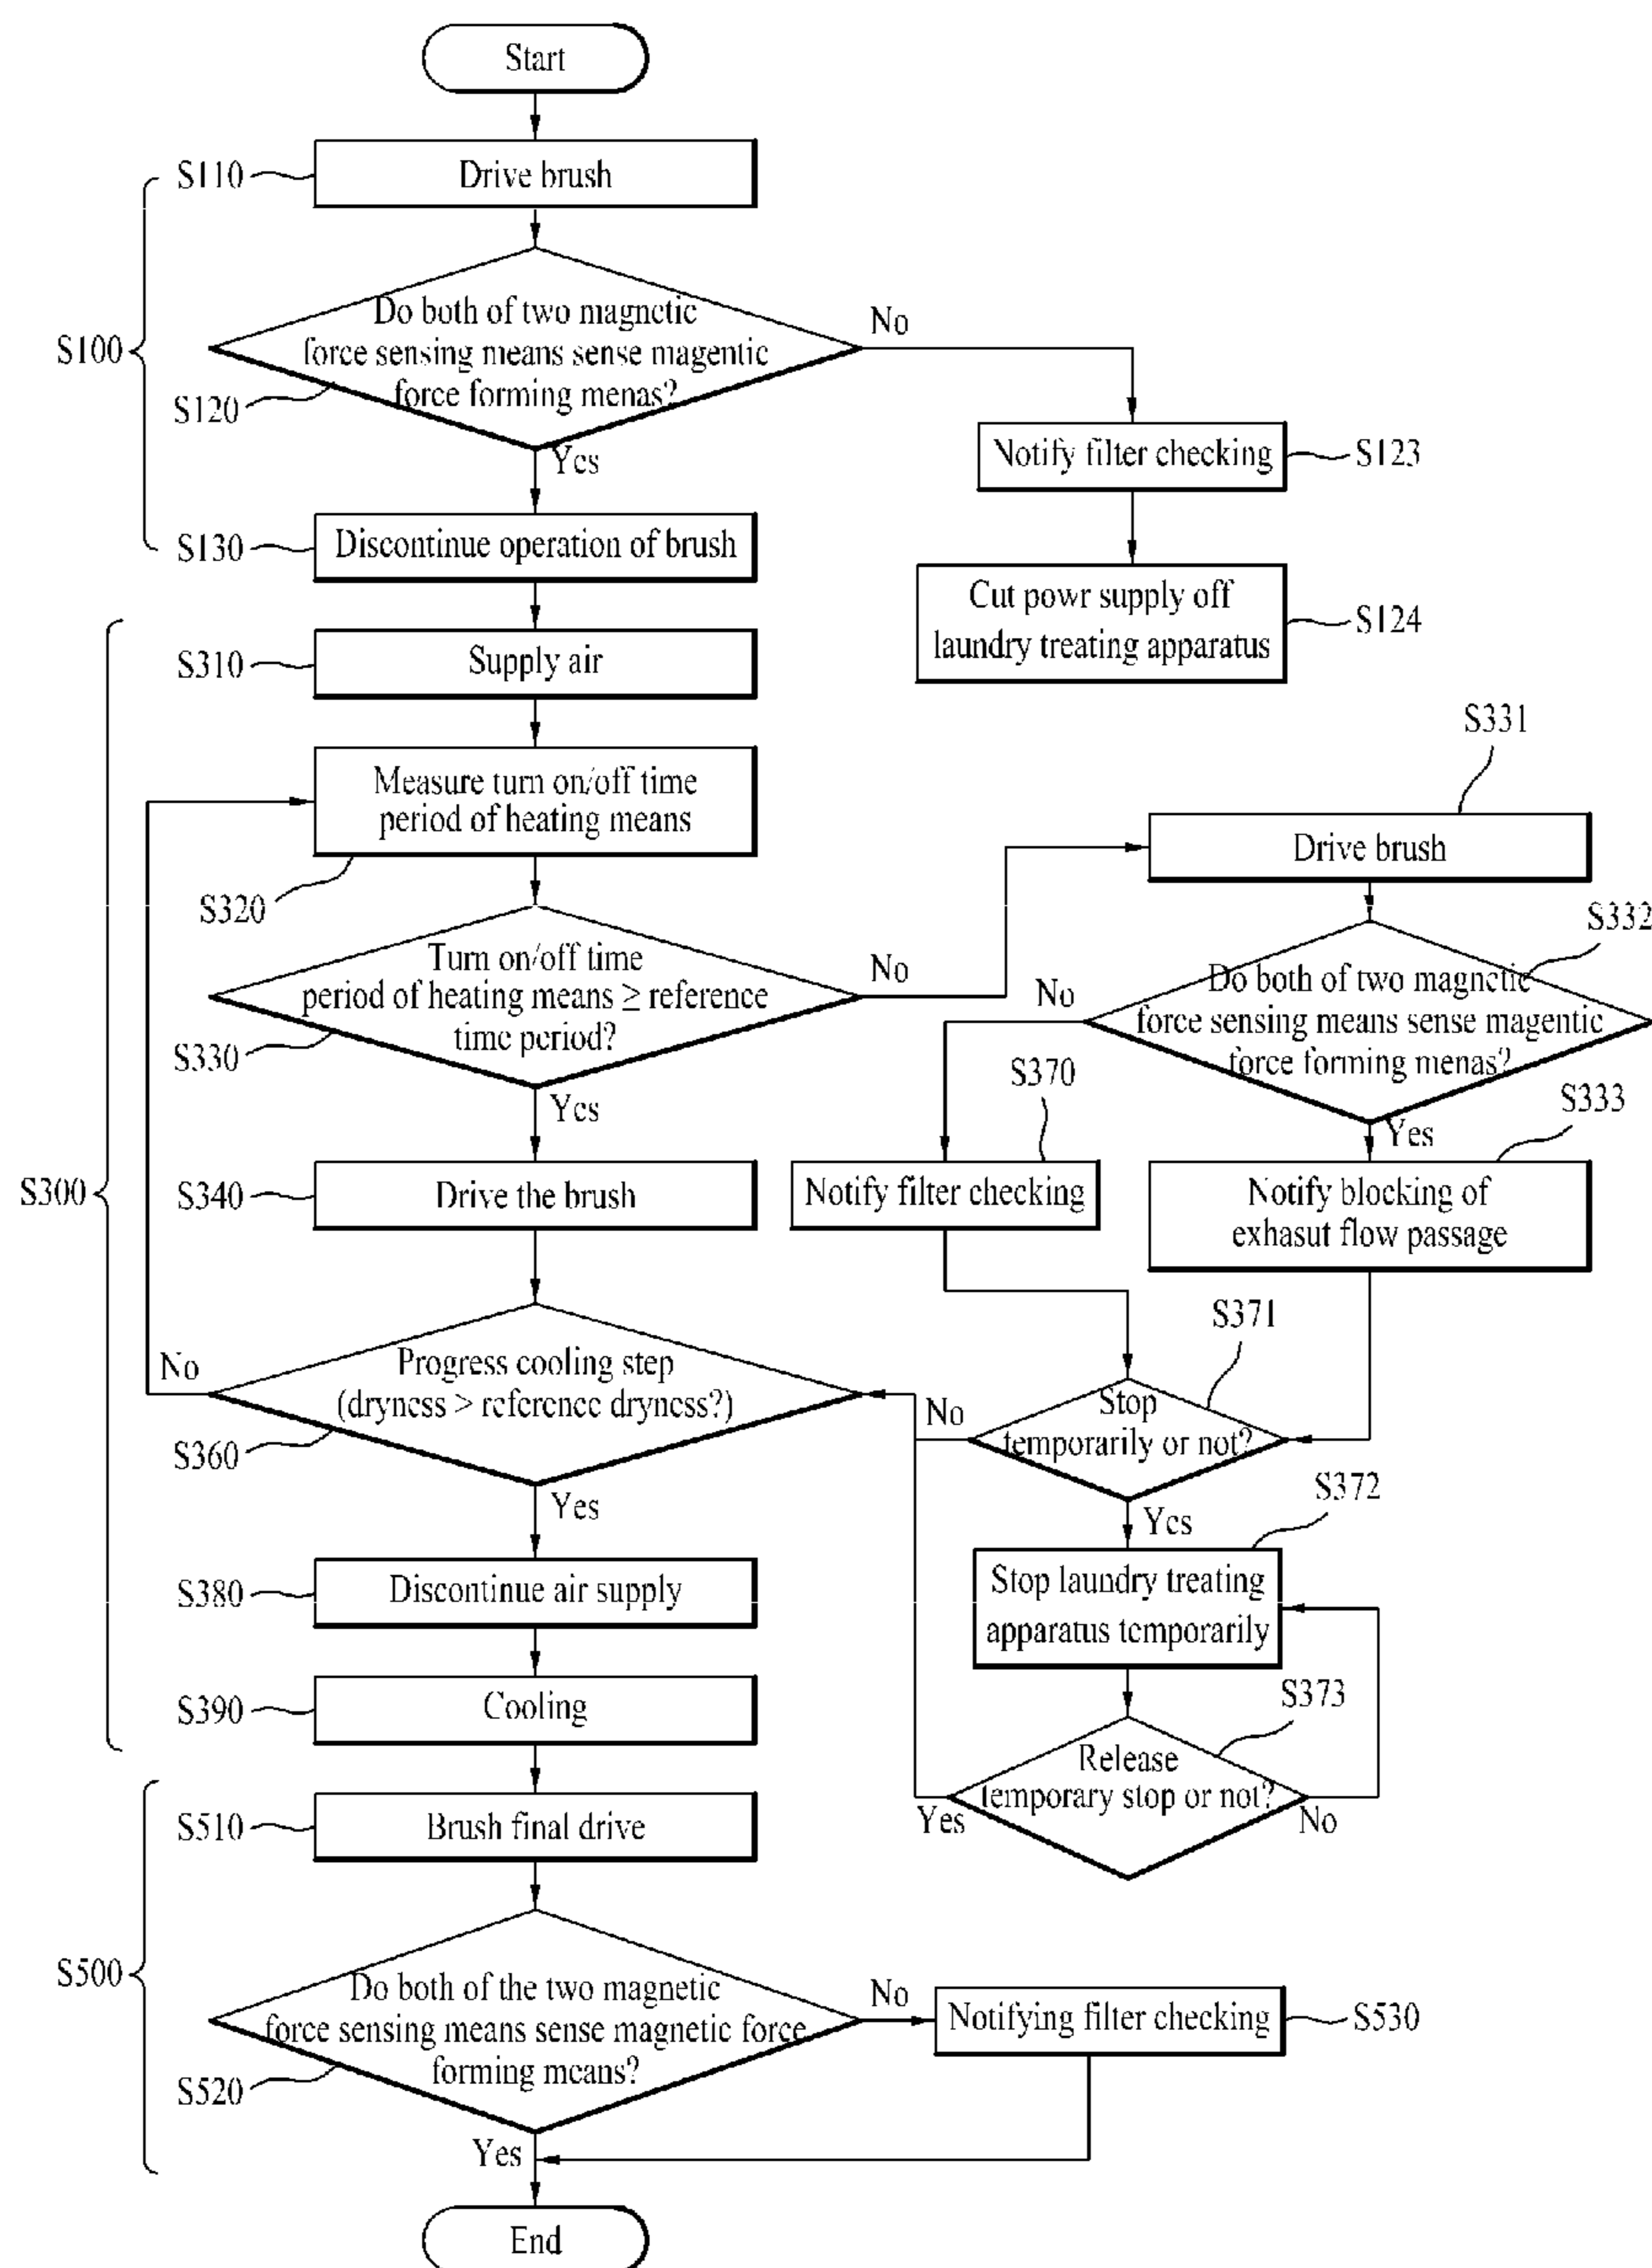 Start
S110
Drive brush
S100
Do both of two magnetic
force sensing means sense magentic
force forming menas?
S120
No
Yes
Notify filter checking
S123
S130
Discontinue operation of brush
Cut powr supply off
laundry treating apparatus
S124
S310
Supply air
Measure turn on/off time
period of heating means
S320
S331
Drive brush
Turn on/off time
period of heating means ≥ reference
time period?
S330
No
Yes
S332
Do both of two magnetic
force sensing means sense magentic
force forming menas?
No
Yes
S370
S333
S300
S340
Drive the brush
Notify filter checking
Notify blocking of
exhasut flow passage
S371
Progress cooling step
(dryness > reference dryness?)
No
S360
Yes
Stop
temporarily or not?
No
Yes
S372
S380
Discontinue air supply
Stop laundry treating
apparatus temporarily
S390
Cooling
S373
Release
temporary stop or not?
Yes
No
S510
Brush final drive
S500
Do both of the two magnetic
force sensing means sense magnetic force
forming means?
S520
No
Notifying filter checking
S530
Yes
End